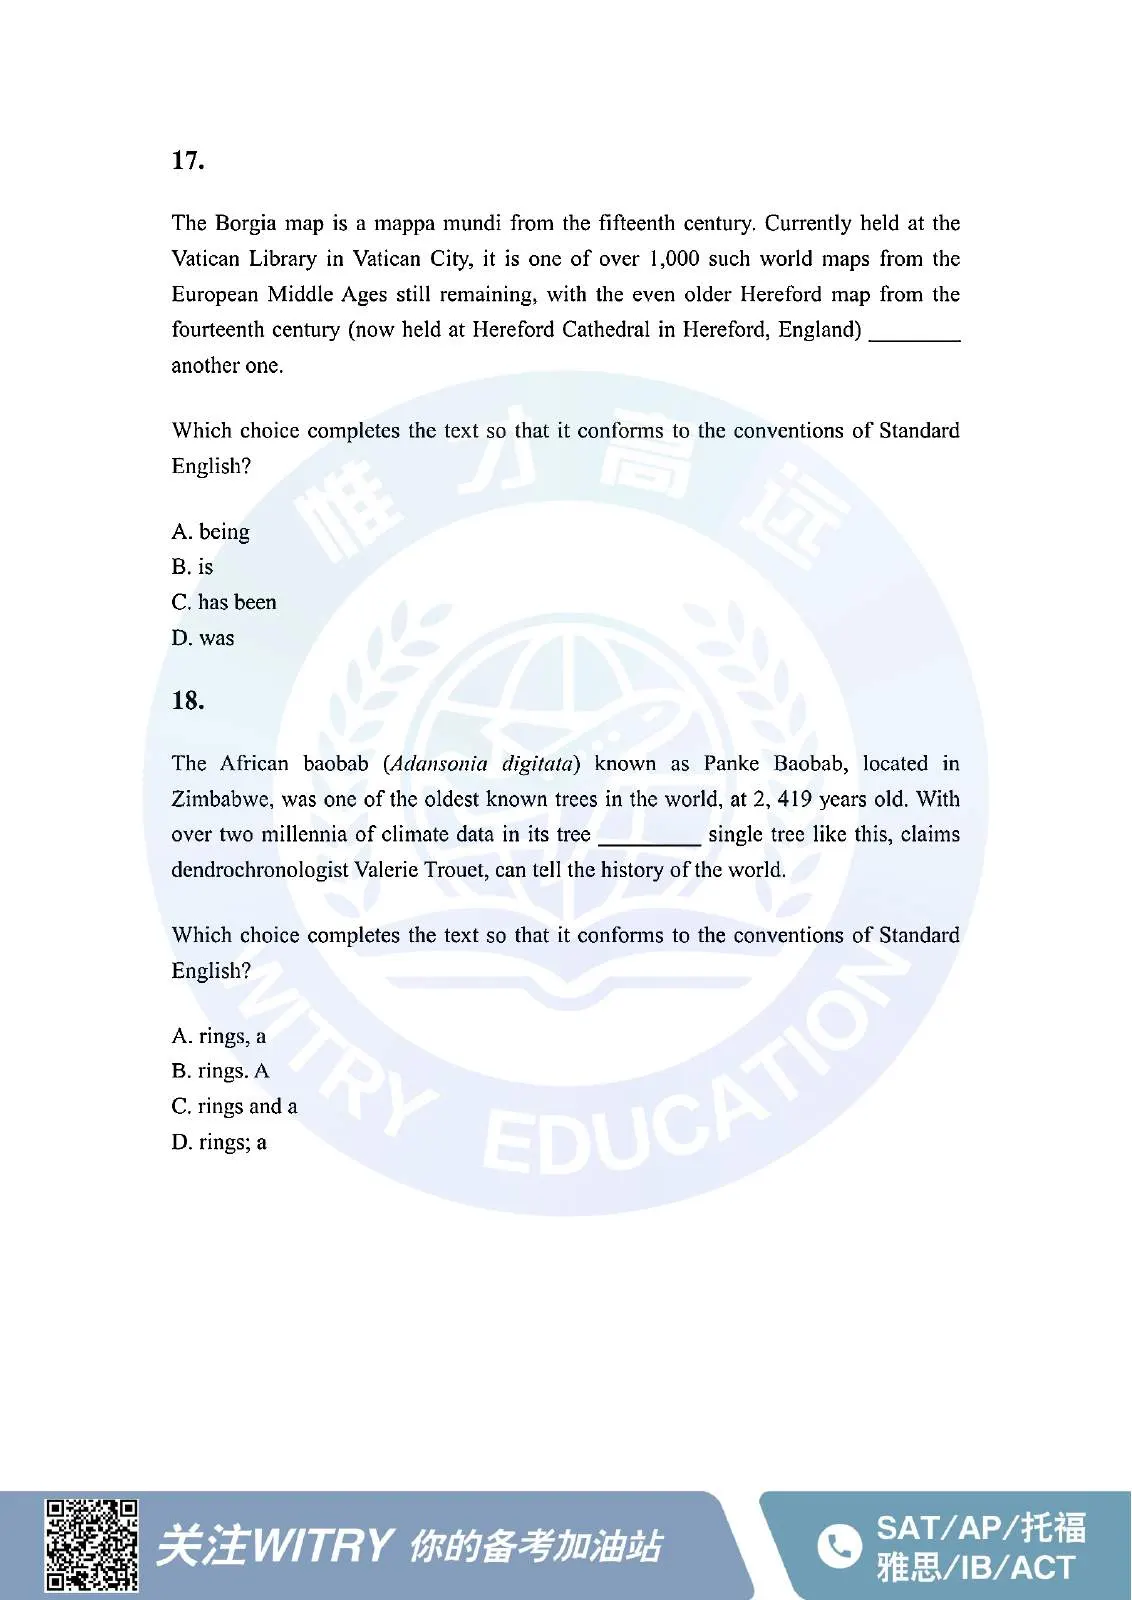 17.
The Borgia map is a mappa mundi from the fifteenth century. Currently held at the
Vatican Library in Vatican City, it is one of over 1,000 such world maps from the
European Middle Ages still remaining, with the even older Hereford map from the
fourteenth century (now held at Hereford Cathedral in Hereford, England) ________
another one.
Which choice completes the text so that it conforms to the conventions of Standard
English?
A. being
B. is
C. has been
D. was
18.
The African baobab (Adansonia digitata) known as Panke Baobab, located in
Zimbabwe, was one of the oldest known trees in the world, at 2, 419 years old. With
over two millennia of climate data in its tree _________ single tree like this, claims
dendrochronologist Valerie Trouet, can tell the history of the world.
Which choice completes the text so that it conforms to the conventions of Standard
English?
A. rings, a
B. rings. A
C. rings and a
D. rings; a
惟才高远
WITRY EDUCATION
关注WITRY 你的备考加油站
SAT/AP/托福
雅思/IB/ACT